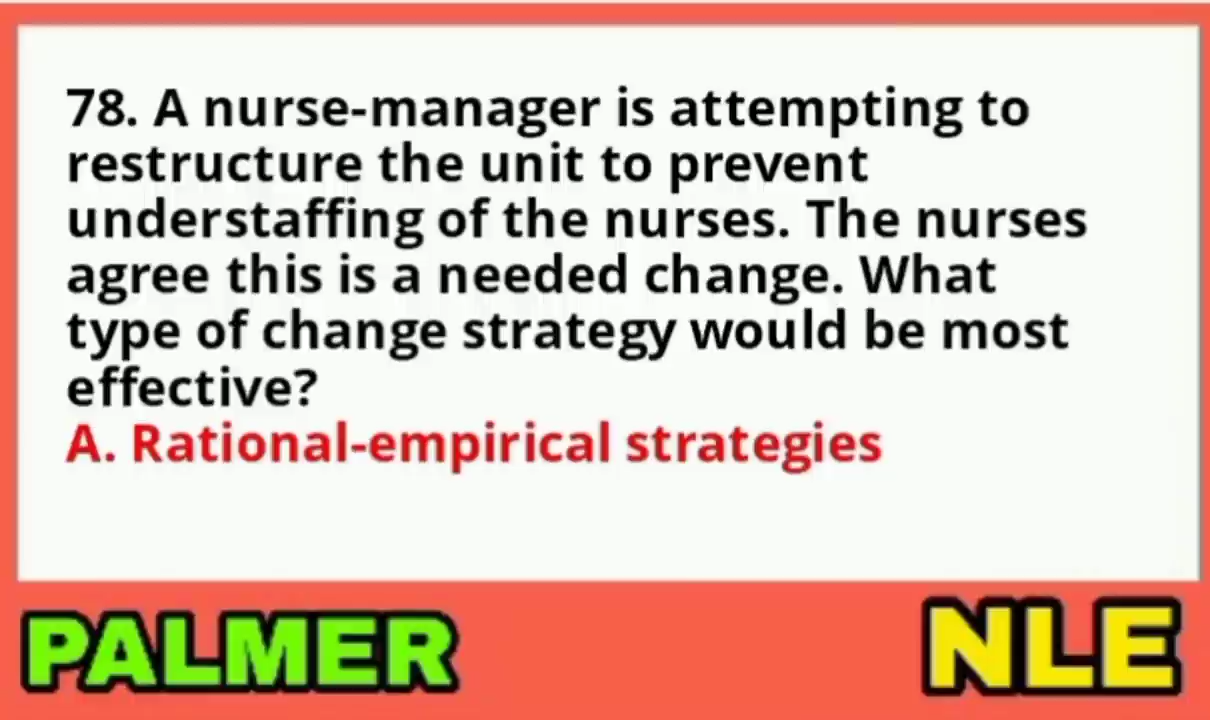 78. A nurse-manager is attempting to
restructure the unit to prevent
understaffing of the nurses. The nurses
agree this is a needed change. What
type of change strategy would be most
effective?
A. Rational-empirical strategies
PALMER
NLE